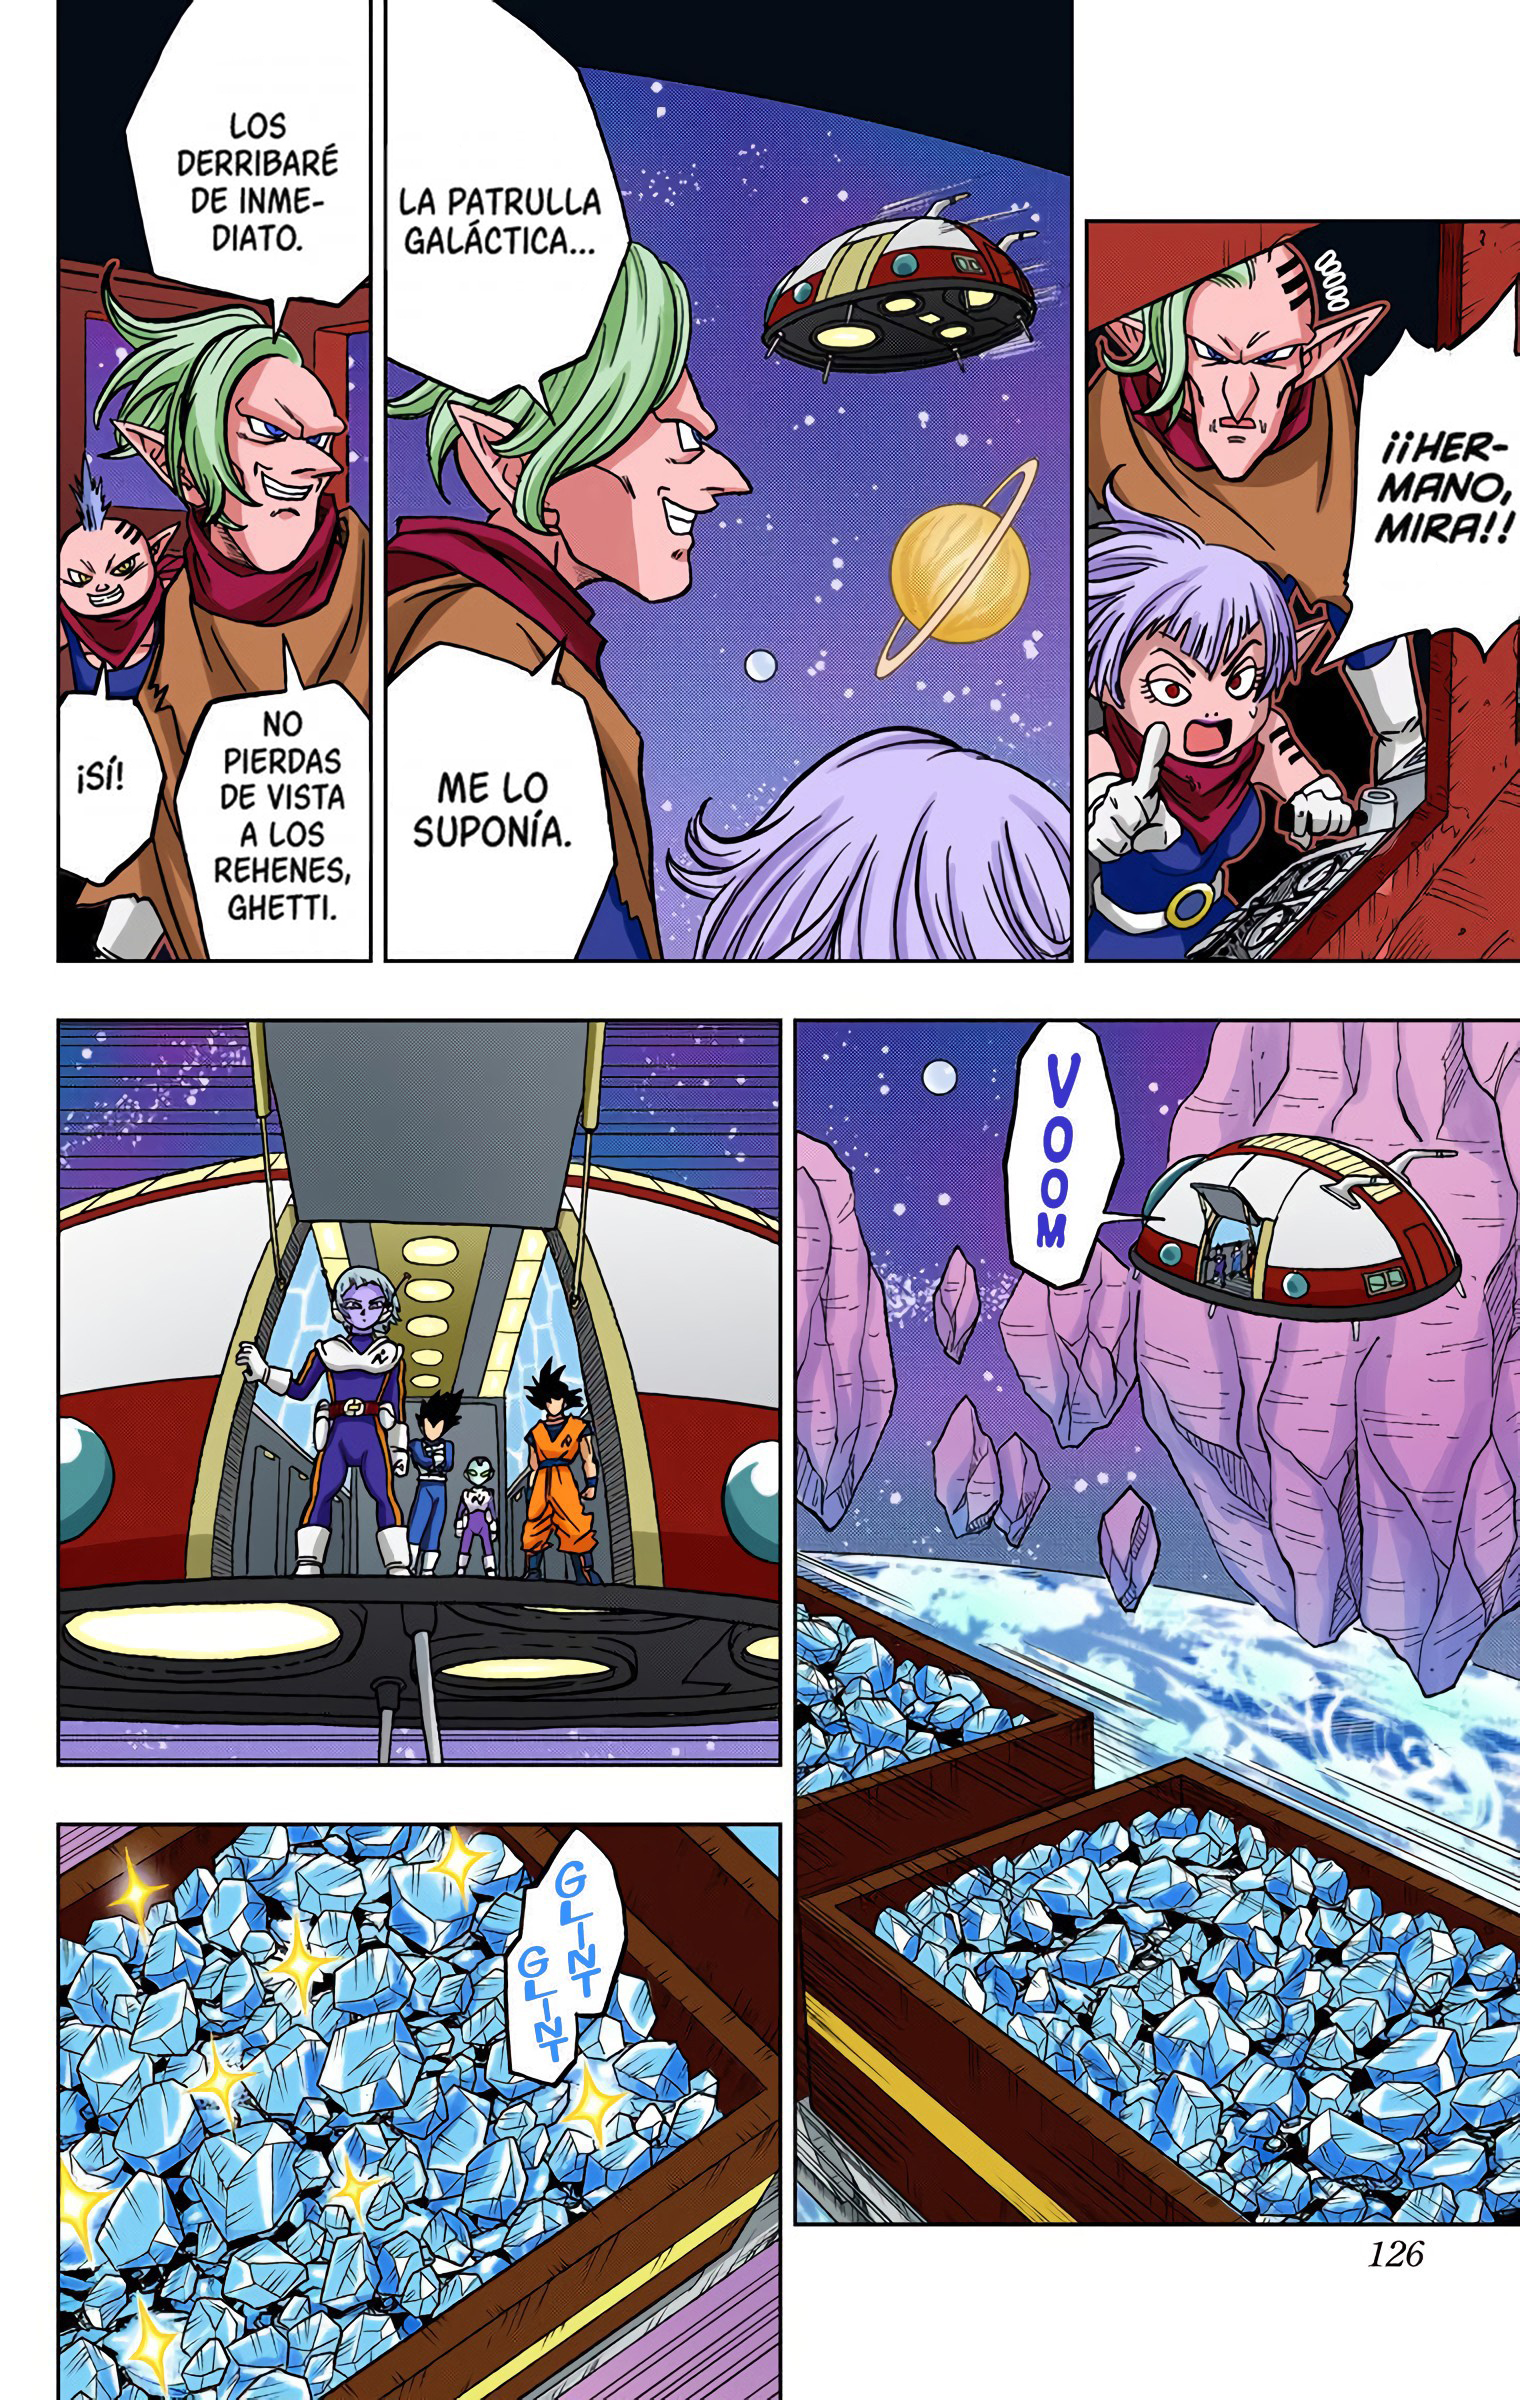 ¡¡HER-
MANO,
MIRA!!
LA PATRULLA
GALÁCTICA...
ME LO
SUPONÍA.
LOS
DERRIBARÉ
DE INME-
DIATO.
NO
PIERDAS
DE VISTA
A LOS
REHENES,
GHETTI.
¡SÍ!
VOOM
GLINT
GLINT
126